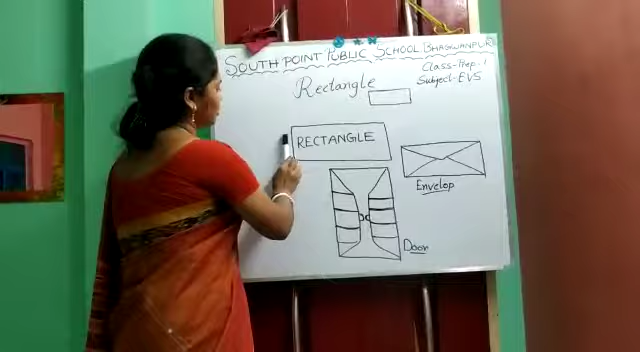 SOUTH POINT PUBLIC SCHOOL BHAGWANPUR
Class-Prep.1
Subject-EVS
Rectangle
RECTANGLE
Envelop
Door